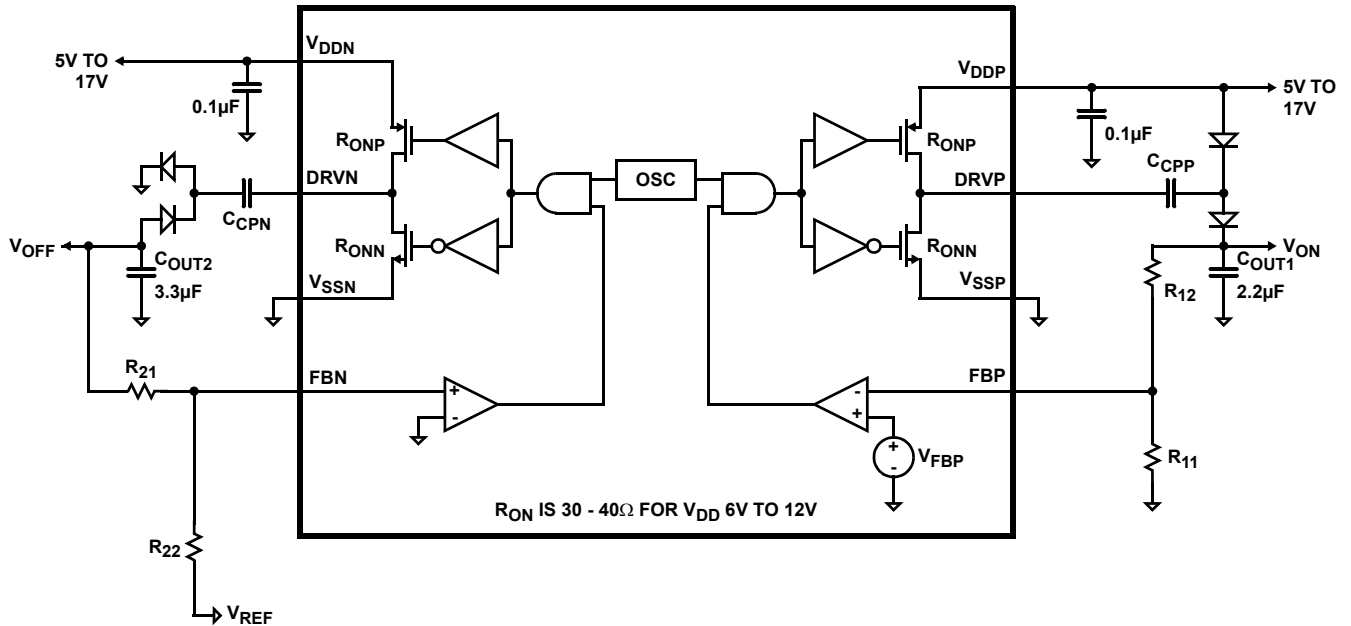 5V TO
17V
VDDN
0.1µF
RONP
DRVN
CCPN
VOFF
COUT2
3.3µF
RONN
VSSN
R21
FBN
+
-
R22
VREF
OSC
VDDP
5V TO
17V
0.1µF
RONP
CCPP
DRVP
RONN
VSSP
VON
COUT1
2.2µF
R12
FBP
-
+
+
-
VFBP
R11
RON IS 30 - 40Ω FOR VDD 6V TO 12V